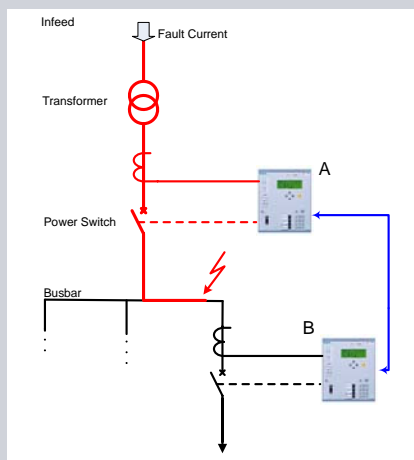 Infeed
Fault Current
Transformer
A
Power Switch
Busbar
B